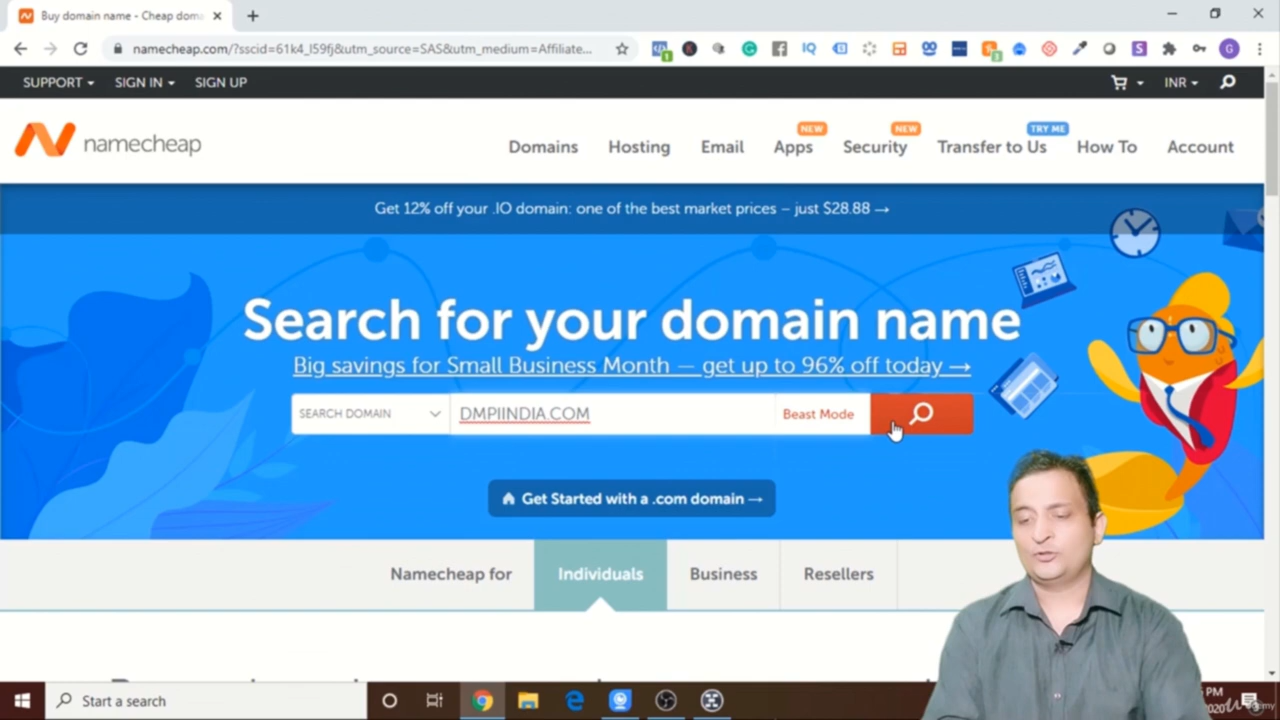 Buy domain name - Cheap doma
namecheap.com/?sscid=61k4_l59fj&utm_source=SAS&utm_medium=Affiliate...
SUPPORT
SIGN IN
SIGN UP
INR
namecheap
Domains
Hosting
Email
Apps
NEW
Security
NEW
Transfer to Us
TRY ME
How To
Account
Get 12% off your .IO domain: one of the best market prices – just $28.88 →
Search for your domain name
Big savings for Small Business Month — get up to 96% off today →
SEARCH DOMAIN
DMPIINDIA.COM
Beast Mode
Get Started with a .com domain →
Namecheap for
Individuals
Business
Resellers
Start a search
PM
2020